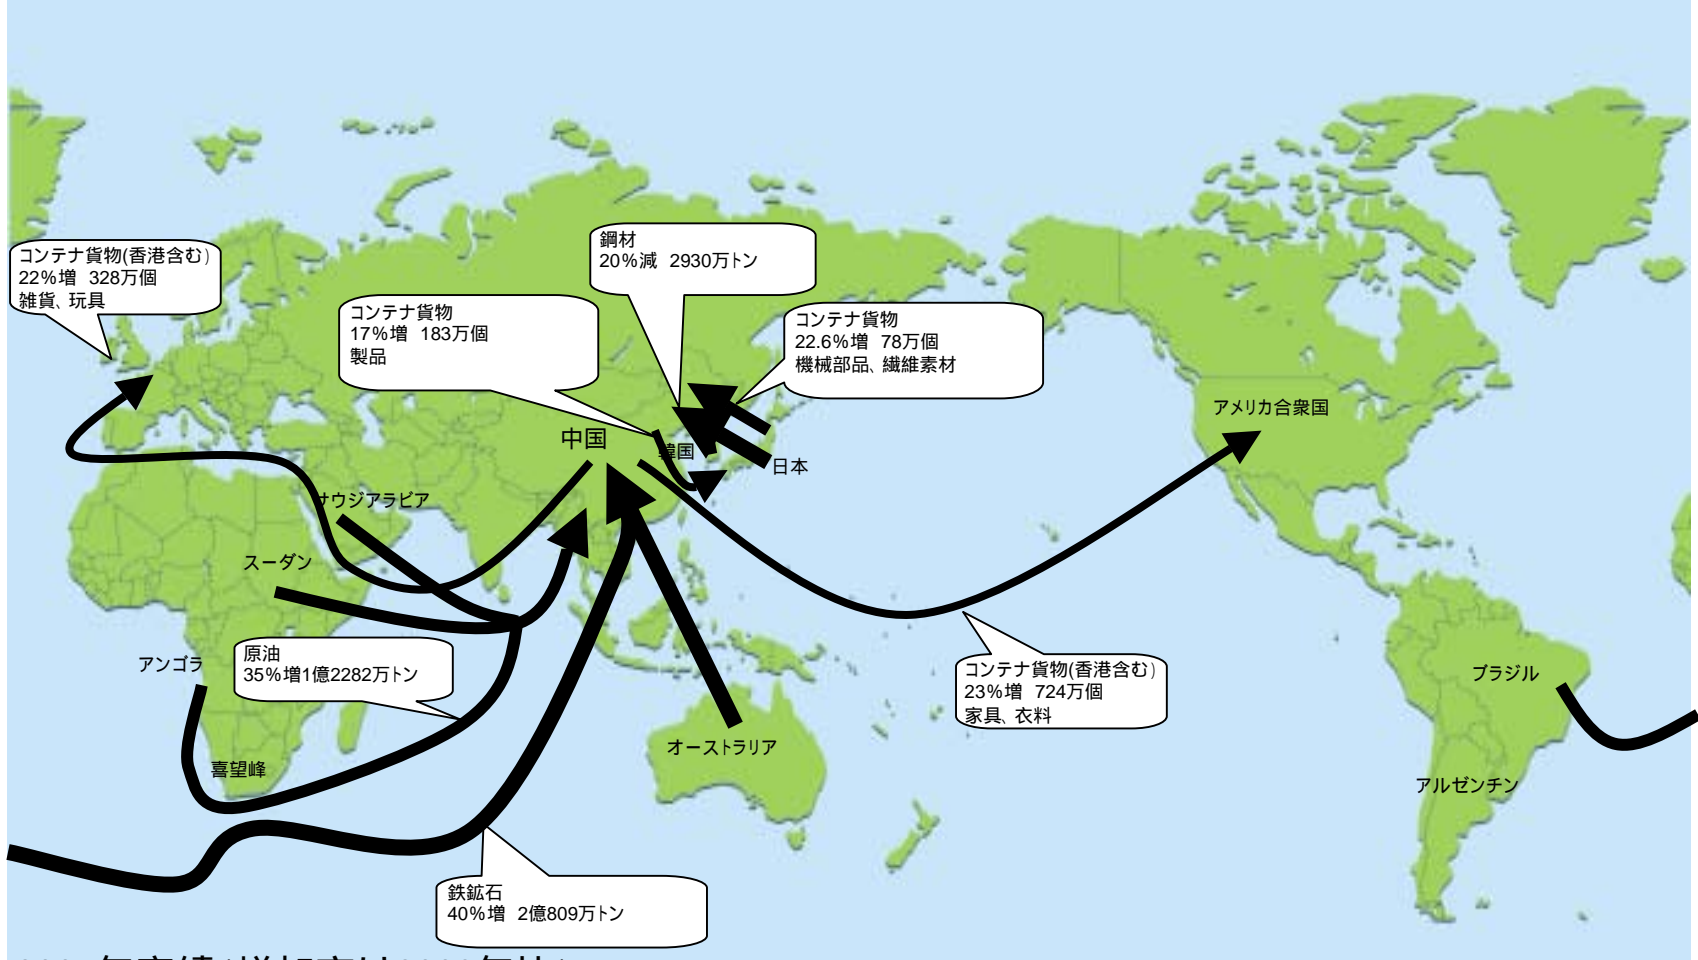 コンテナ貨物(香港含む)
22%増 328万個
雑貨、玩具
鋼材
20%減 2930万トン
コンテナ貨物
17%増 183万個
製品
コンテナ貨物
22.6%増 78万個
機械部品、繊維素材
アメリカ合衆国
中国
韓国
日本
サウジアラビア
スーダン
アンゴラ
原油
35%増1億2282万トン
コンテナ貨物(香港含む)
23%増 724万個
家具、衣料
ブラジル
オーストラリア
喜望峰
アルゼンチン
鉄鉱石
40%増 2億809万トン